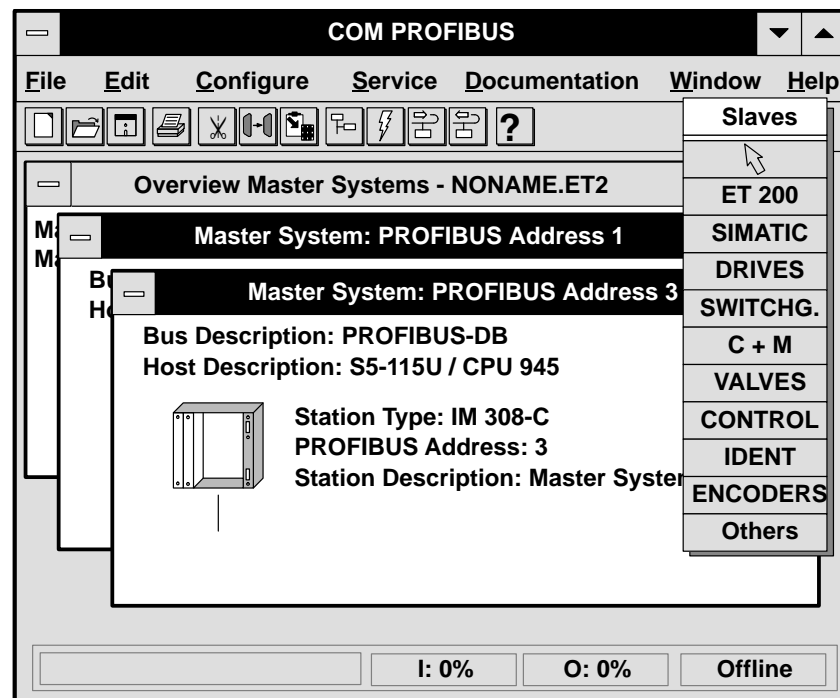 COM PROFIBUS
File Edit Configure Service Documentation Window Help
?
Overview Master Systems - NONAME.ET2
Master System: PROFIBUS Address 1
Master System: PROFIBUS Address 3
Bus Description: PROFIBUS-DB
Host Description: S5-115U / CPU 945
Station Type: IM 308-C
PROFIBUS Address: 3
Station Description: Master
Slaves
ET 200
SIMATIC
DRIVES
SWITCHG.
C + M
VALVES
CONTROL
IDENT
ENCODERS
Others
I: 0% O: 0% Offline